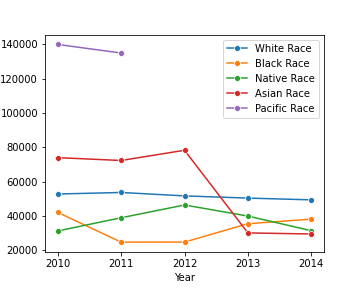 140000
120000
100000
80000
60000
40000
20000
2010 2011 2012 2013 2014
Year
White Race
Black Race
Native Race
Asian Race
Pacific Race